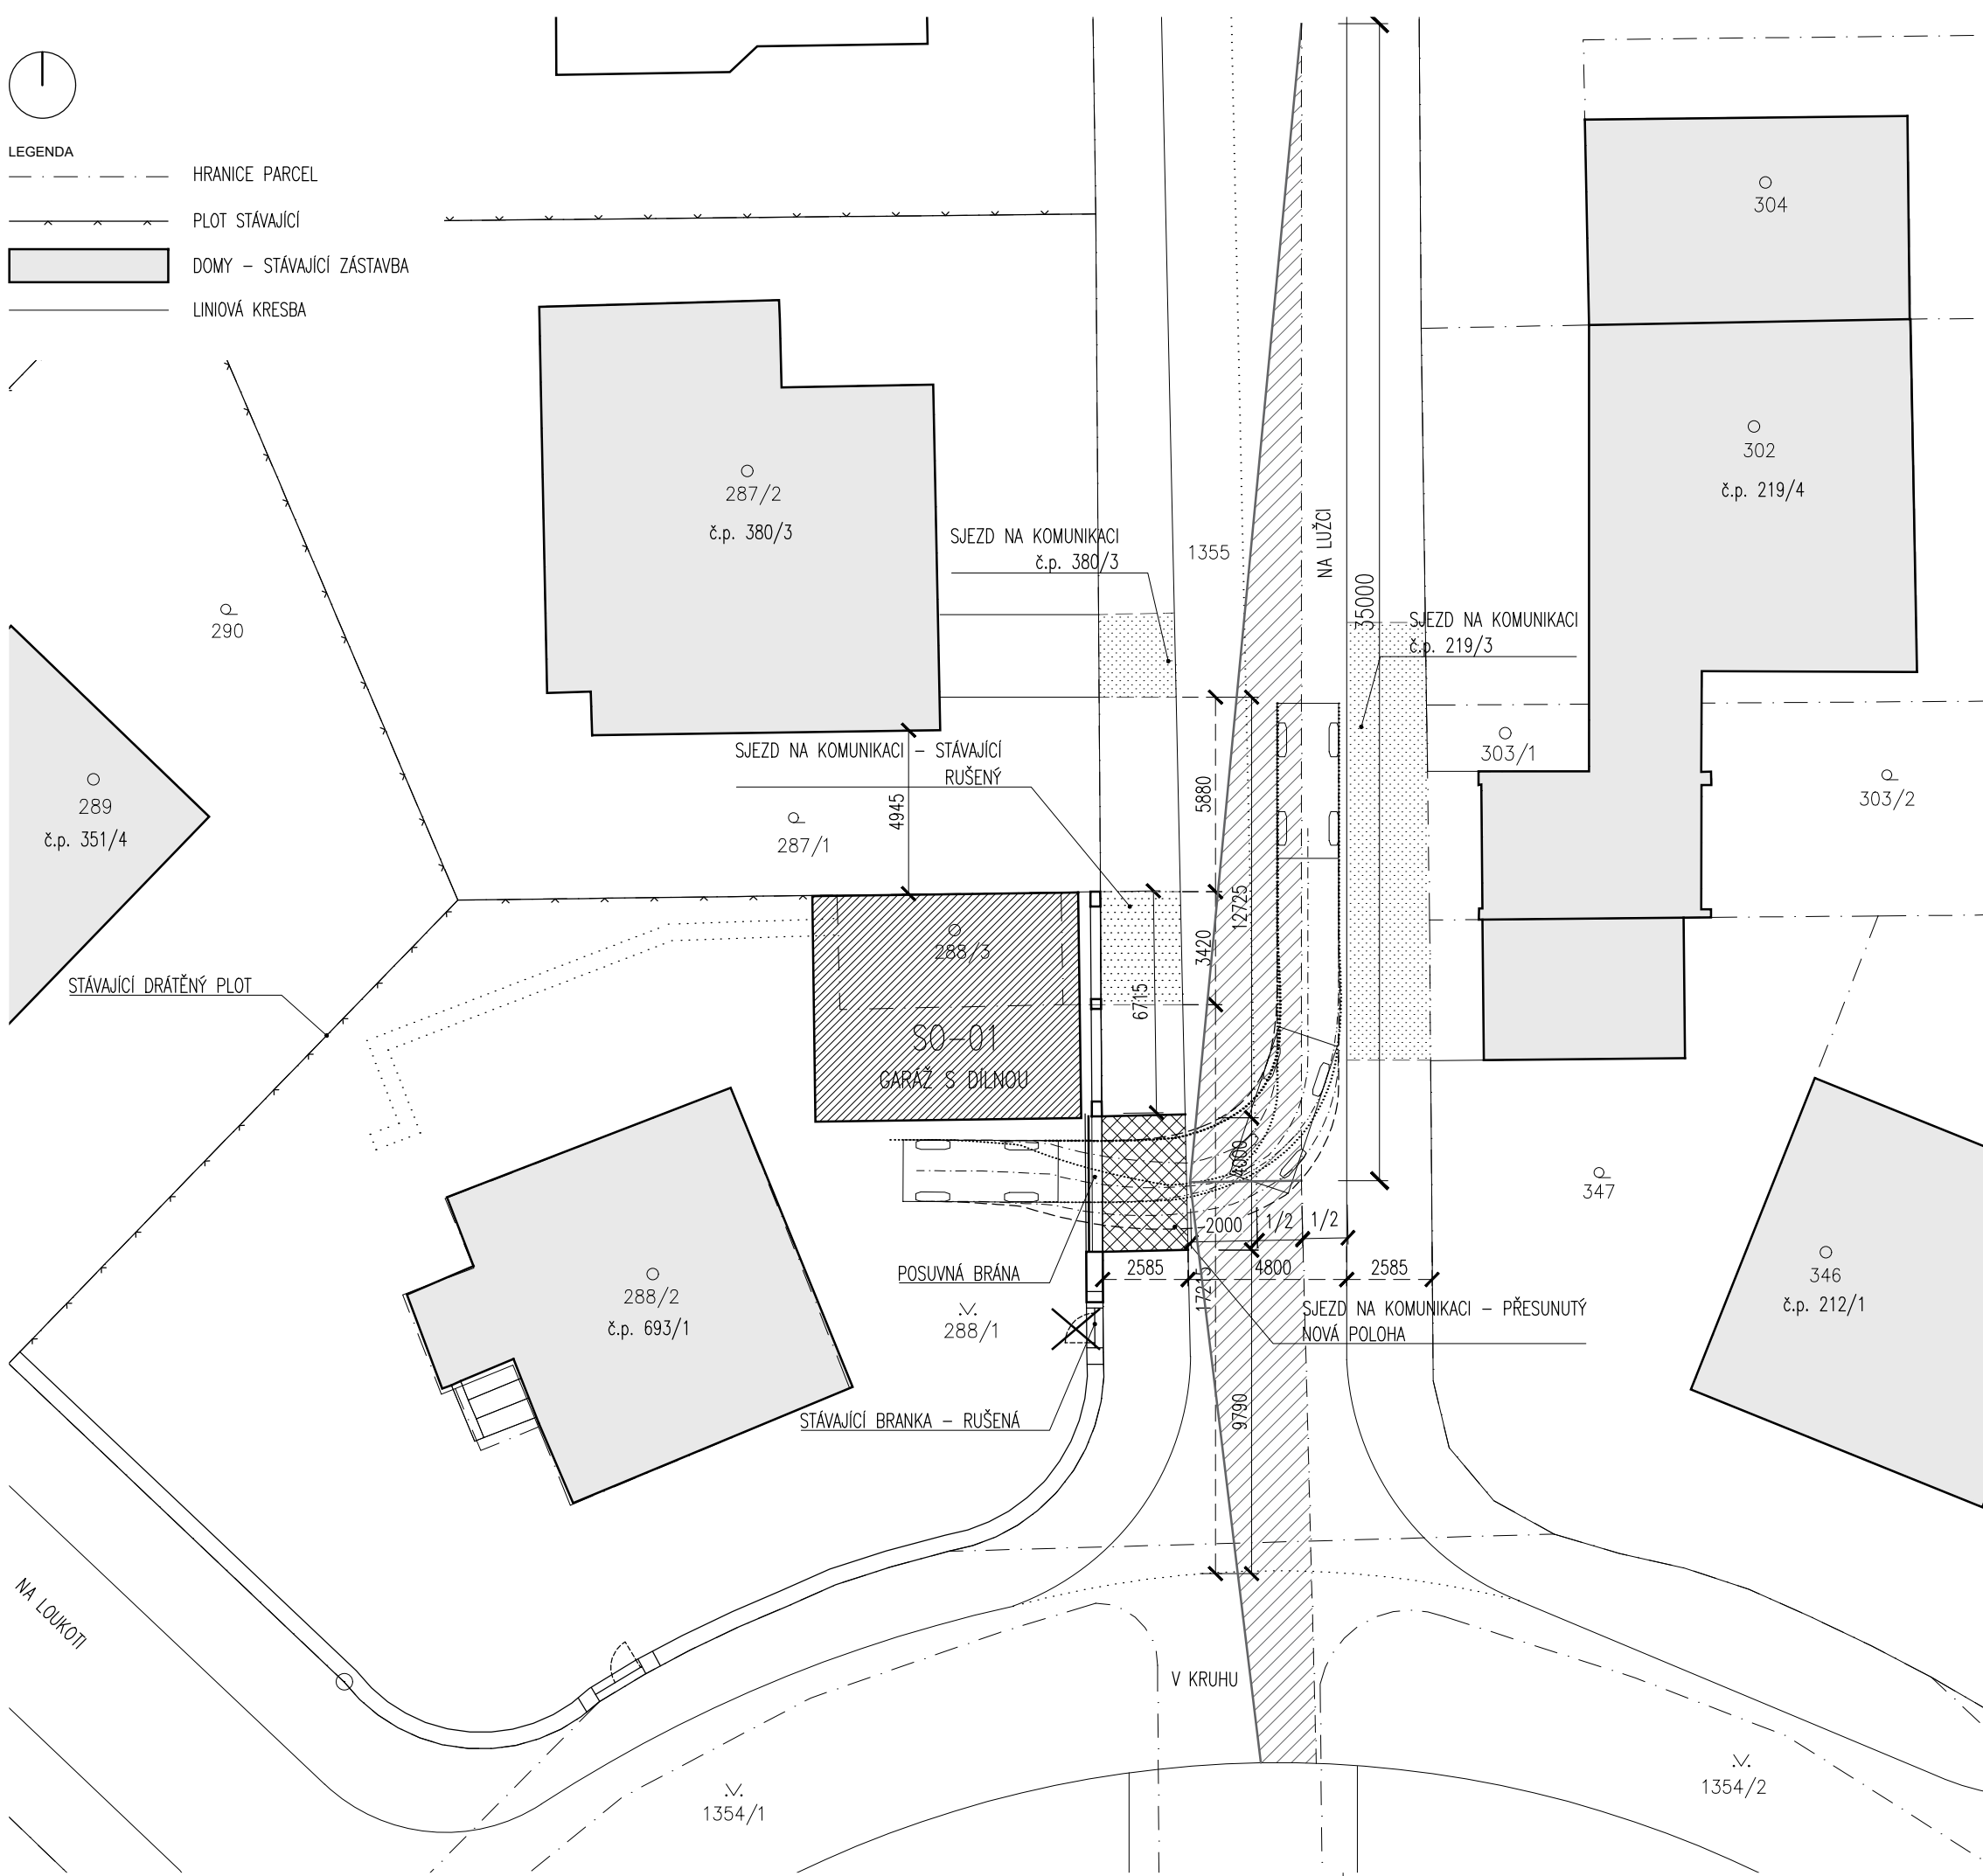 LEGENDA
HRANICE PARCEL
PLOT STÁVAJÍCÍ
DOMY – STÁVAJÍCÍ ZÁSTAVBA
LINIOVÁ KRESBA
304
302
č.p. 219/4
287/2
č.p. 380/3
SJEZD NA KOMUNIKACI
č.p. 380/3
1355
NA LUŽCI
35000
SJEZD NA KOMUNIKACI
č.p. 219/3
290
289
č.p. 351/4
SJEZD NA KOMUNIKACI – STÁVAJÍCÍ
RUŠENÝ
4945
287/1
5880
12725
3420
6715
303/1
303/2
288/3
SO-01
GARÁŽ S DÍLNOU
STÁVAJÍCÍ DRÁTĚNÝ PLOT
4000
347
2000
1/2
1/2
2585
4800
2585
POSUVNÁ BRÁNA
288/2
č.p. 693/1
288/1
346
č.p. 212/1
SJEZD NA KOMUNIKACI – PŘESUNUTÝ
NOVÁ POLOHA
STÁVAJÍCÍ BRANKA – RUŠENÁ
9790
NA LOUKOTI
V KRUHU
1354/1
1354/2